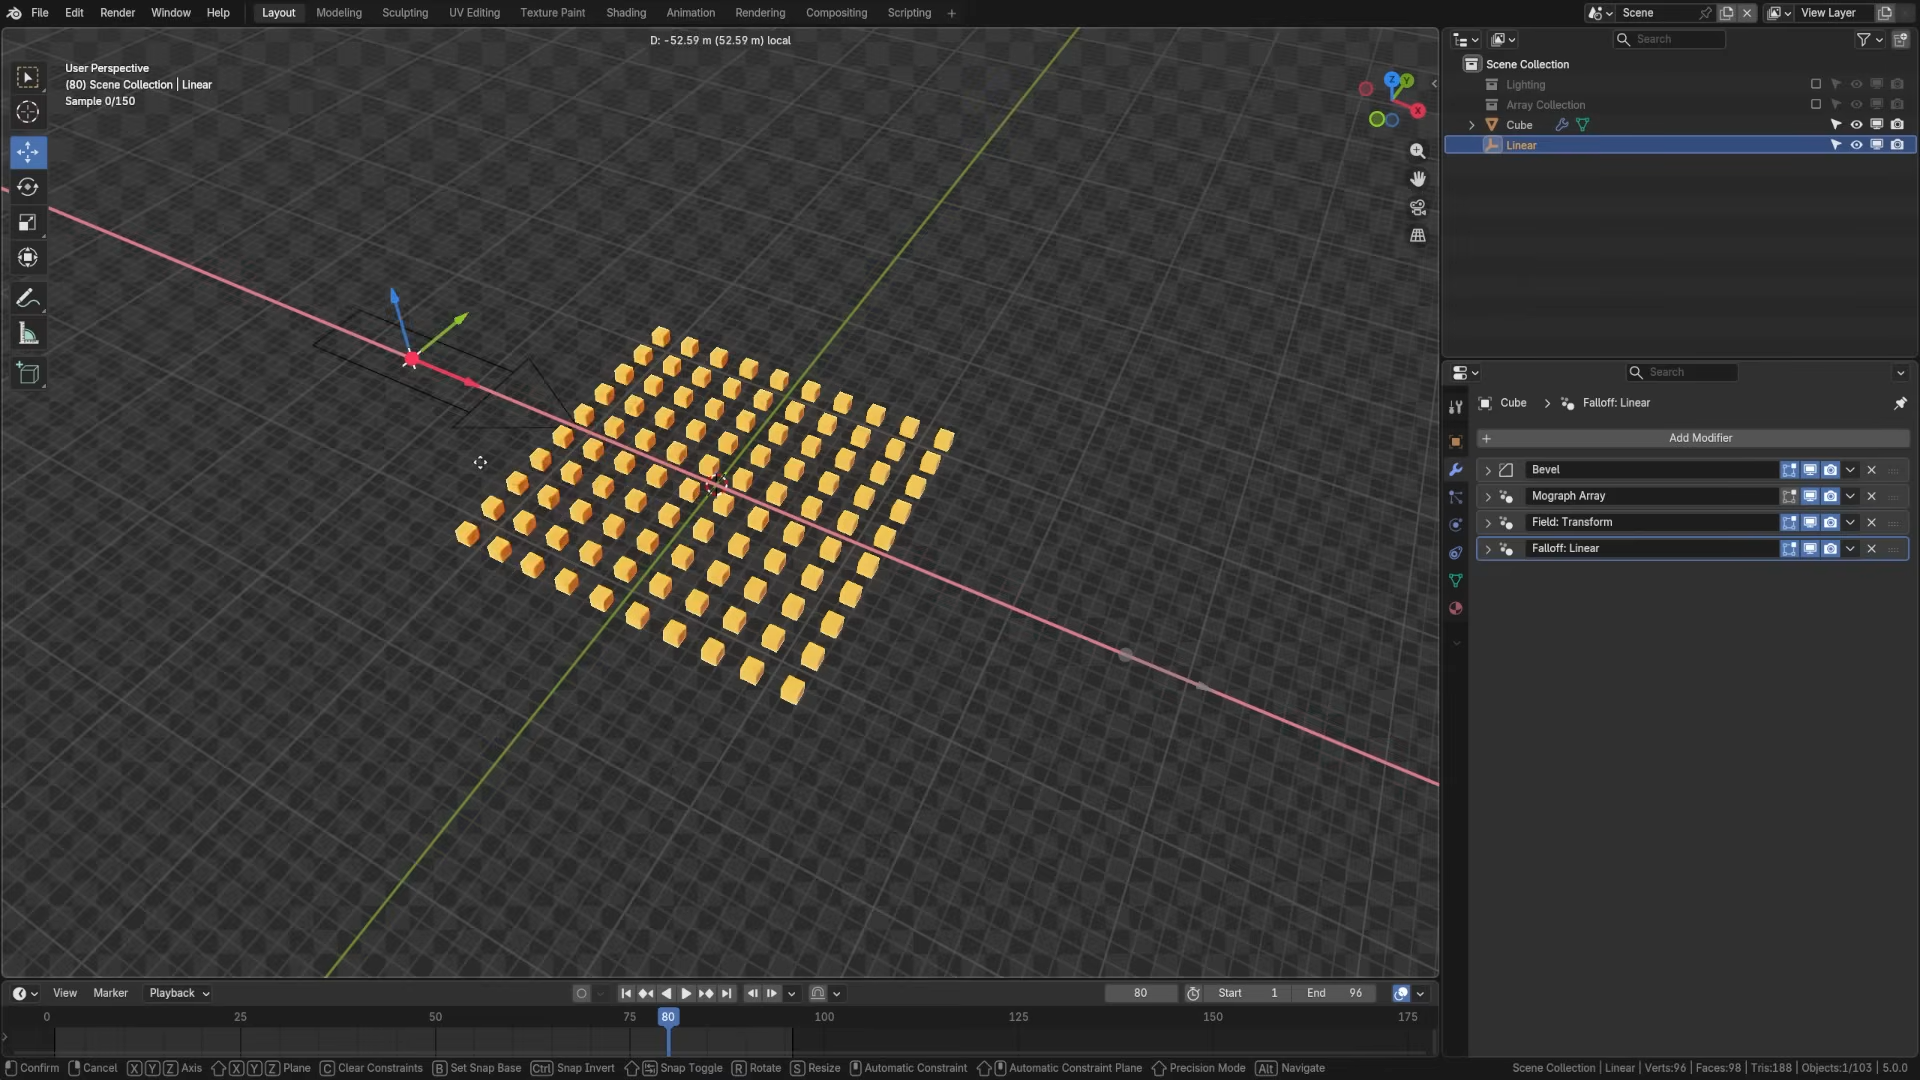 File Edit Render Window Help Layout Modeling Sculpting UV Editing Texture Paint Shading Animation Rendering Compositing Scripting + Scene View Layer
D: -52.59 m (52.59 m) local
User Perspective
(80) Scene Collection | Linear
Sample 0/150
Z Y
X
Search
Scene Collection
Lighting
Array Collection
Cube
Linear
Search
Cube > Falloff: Linear
+ Add Modifier
Bevel
Mograph Array
Field: Transform
Falloff: Linear
View Marker Playback 80 Start 1 End 96
0 25 50 75 80 100 125 150 175
Confirm Cancel X Y Z Axis X Y Z Plane C Clear Constraints B Set Snap Base Ctrl Snap Invert Snap Toggle R Rotate S Resize Automatic Constraint Automatic Constraint Plane Precision Mode Alt Navigate Scene Collection | Linear | Verts:96 | Faces:98 | Tris:188 | Objects:1/103 | 5.0.0